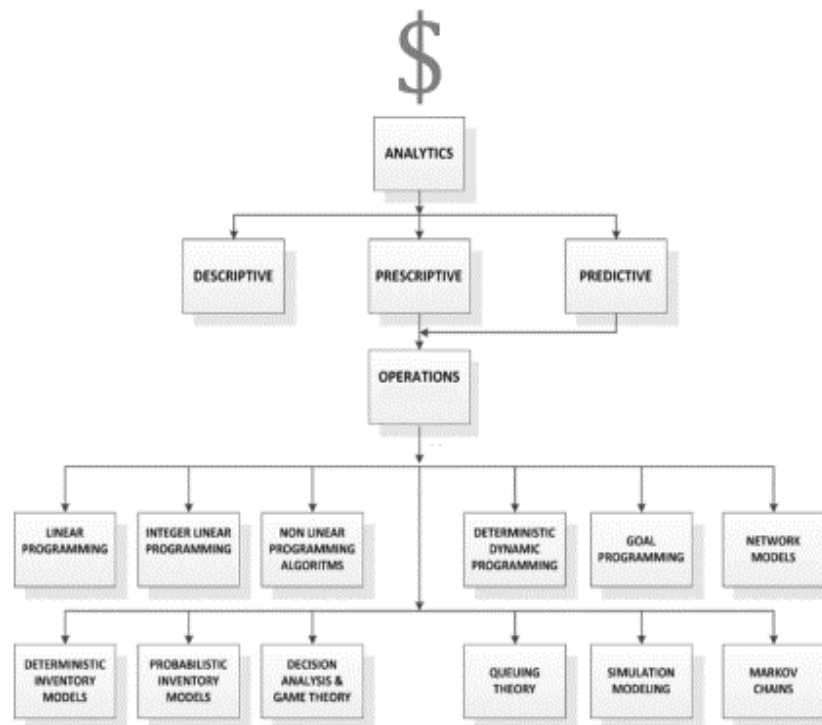 $
ANALYTICS
DESCRIPTIVE
PRESCRIPTIVE
PREDICTIVE
OPERATIONS
LINEAR
PROGRAMMING
INTEGER LINEAR
PROGRAMMING
NON LINEAR
PROGRAMMING
ALGORITMS
DETERMINISTIC
DYNAMIC
PROGRAMMING
GOAL
PROGRAMMING
NETWORK
MODELS
DETERMINISTIC
INVENTORY MODELS
PROBABILISTIC
INVENTORY
MODELS
DECISION
ANALYSIS &
GAME THEORY
QUEUING
THEORY
SIMULATION
MODELING
MARKOV
CHAINS